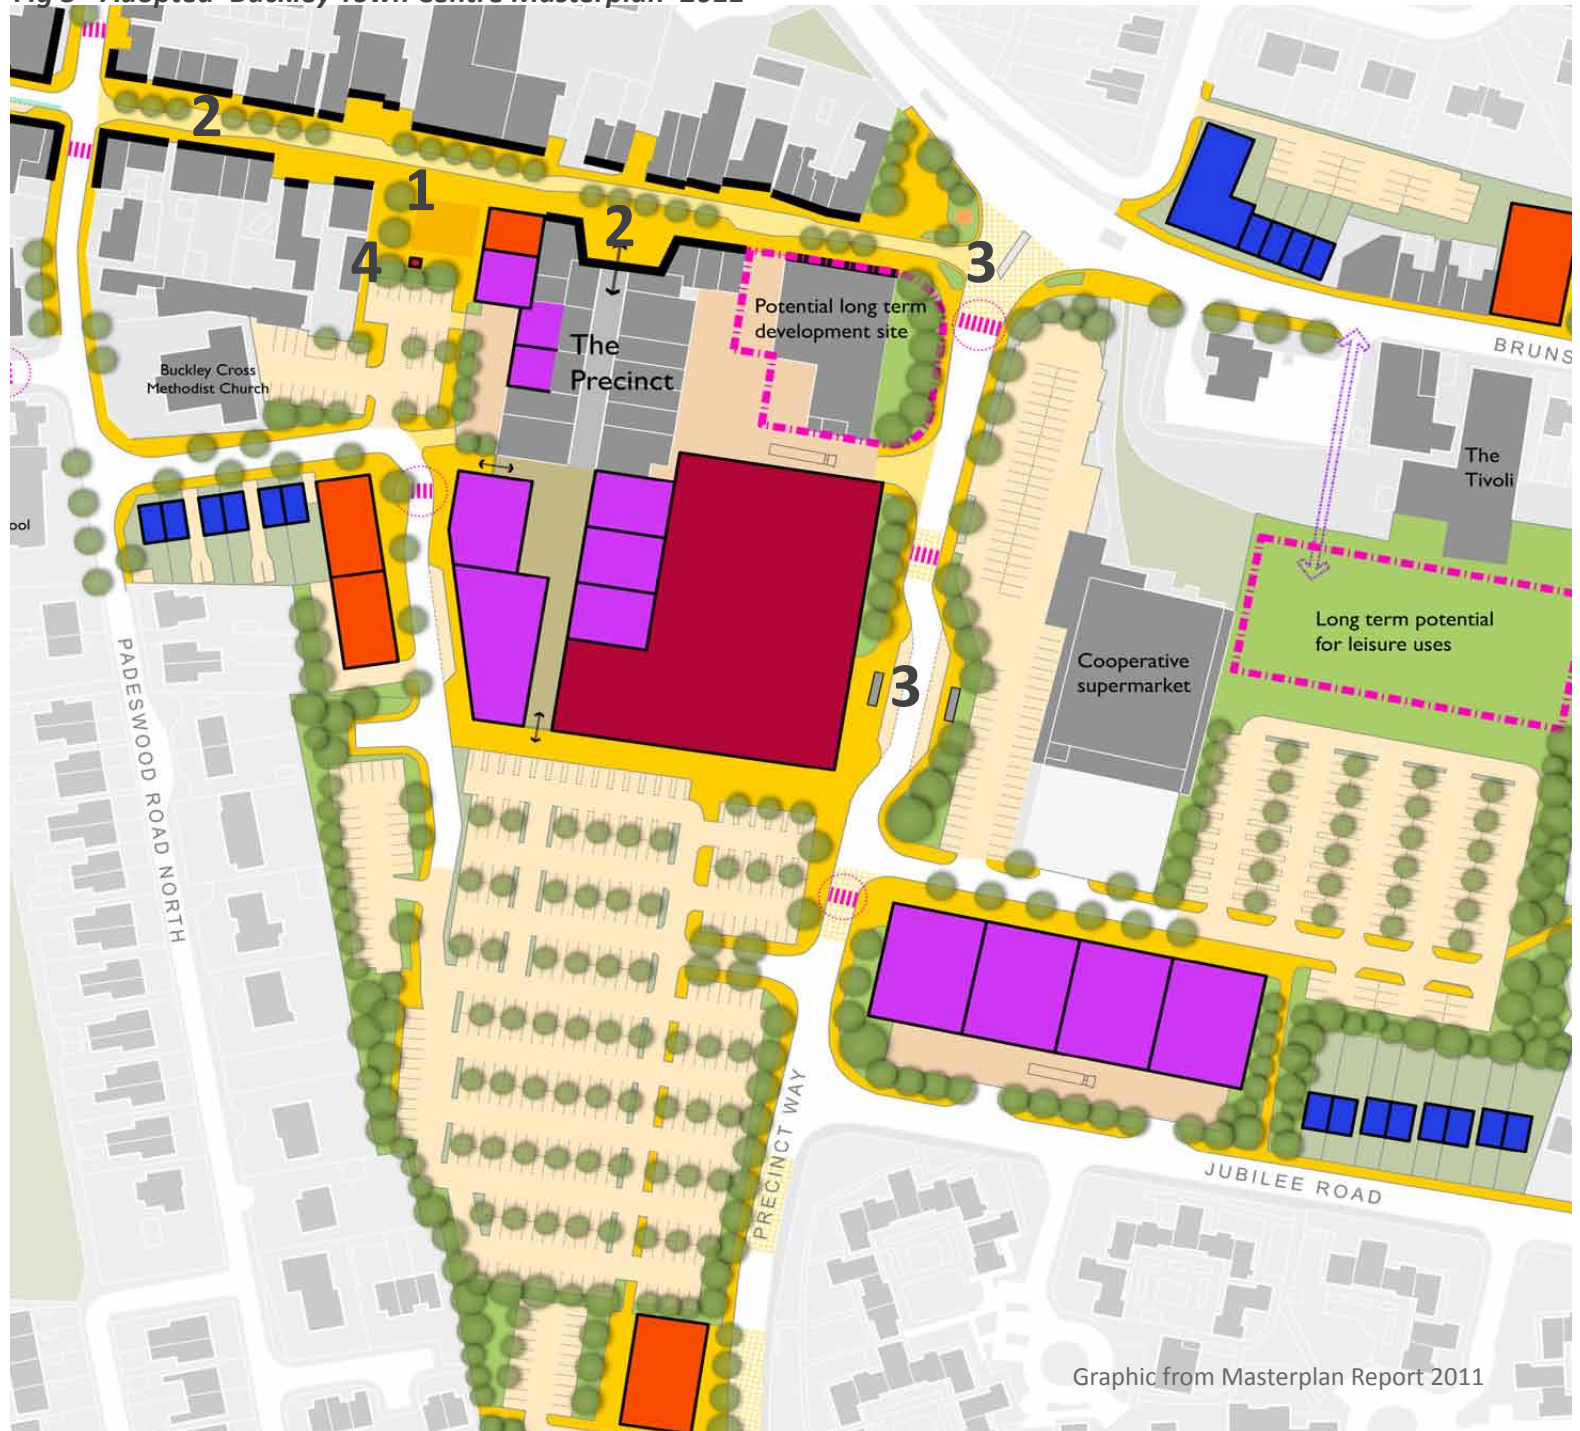 2
1
2
4
3
Potential long term
development site
The
Precinct
BRUNS
Buckley Cross
Methodist Church
The
Tivoli
ool
Long term potential
for leisure uses
Cooperative
supermarket
3
PADESWOOD ROAD NORTH
PRECINCT WAY
JUBILEE ROAD
Graphic from Masterplan Report 2011